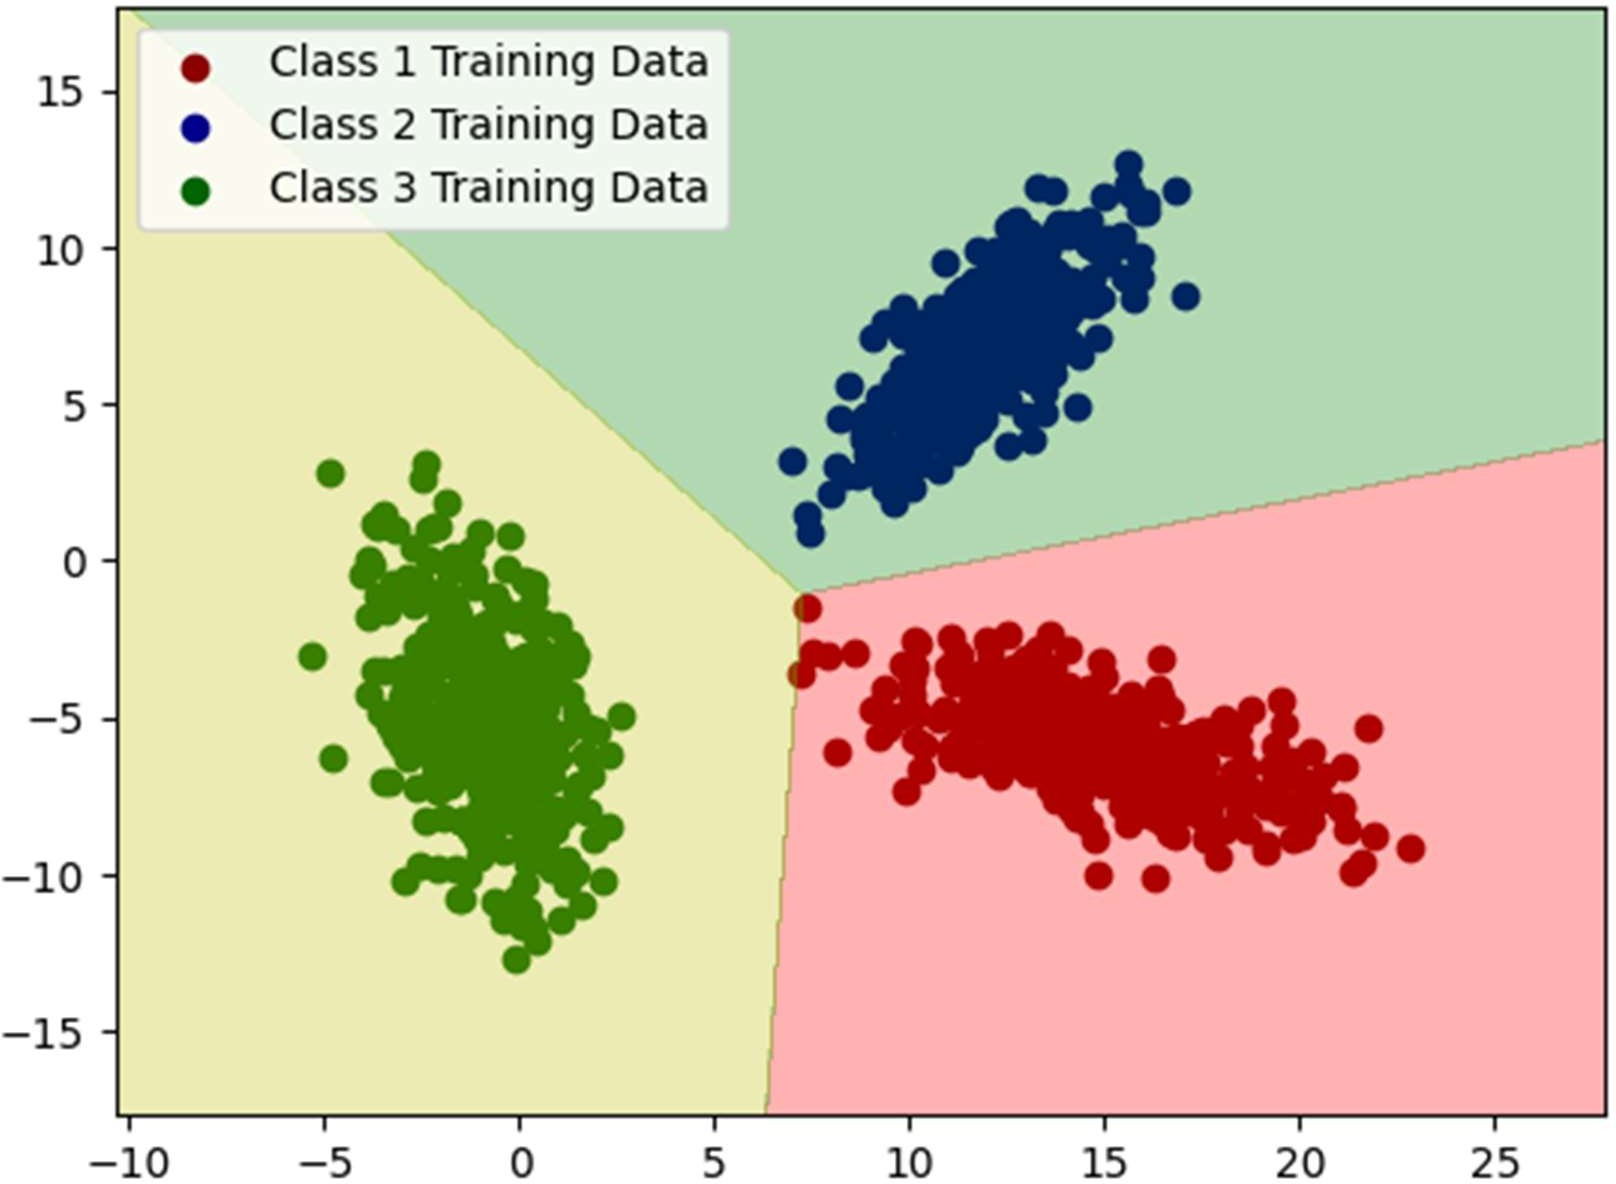 Class 1 Training Data
Class 2 Training Data
Class 3 Training Data
15
10
5
0
−5
−10
−15
−10 −5 0 5 10 15 20 25